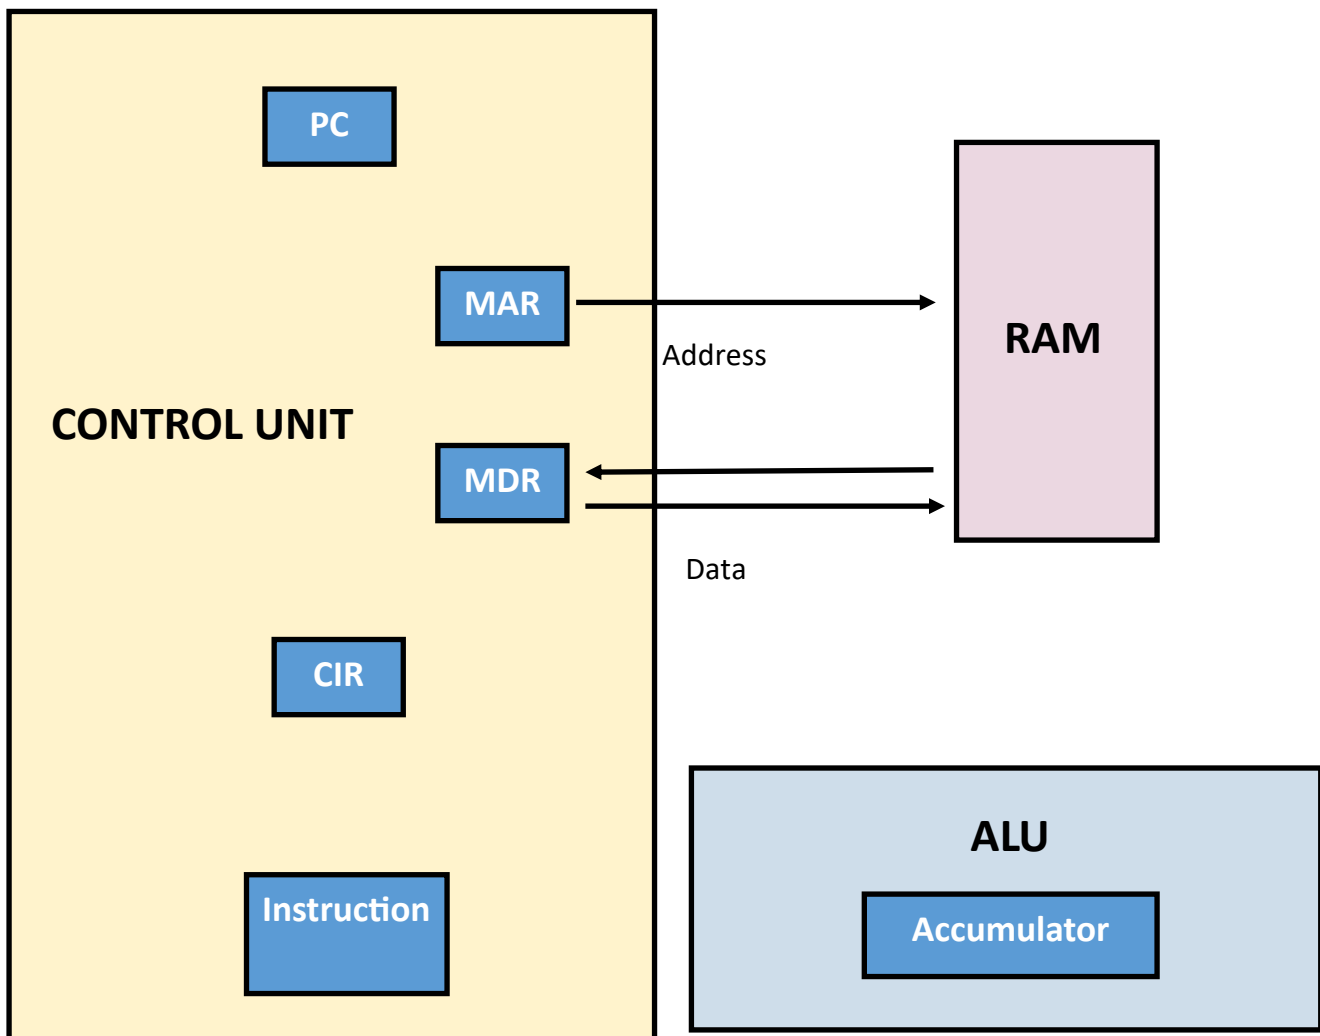 PC
MAR
RAM
Address
CONTROL UNIT
MDR
Data
CIR
ALU
Instruction
Accumulator